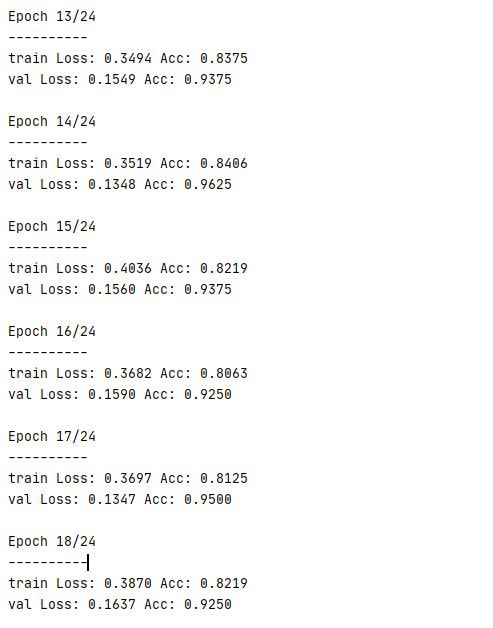 Epoch 13/24
----------
train Loss: 0.3494 Acc: 0.8375
val Loss: 0.1549 Acc: 0.9375
Epoch 14/24
----------
train Loss: 0.3519 Acc: 0.8406
val Loss: 0.1348 Acc: 0.9625
Epoch 15/24
----------
train Loss: 0.4036 Acc: 0.8219
val Loss: 0.1560 Acc: 0.9375
Epoch 16/24
----------
train Loss: 0.3682 Acc: 0.8063
val Loss: 0.1590 Acc: 0.9250
Epoch 17/24
----------
train Loss: 0.3697 Acc: 0.8125
val Loss: 0.1347 Acc: 0.9500
Epoch 18/24
----------
train Loss: 0.3870 Acc: 0.8219
val Loss: 0.1637 Acc: 0.9250